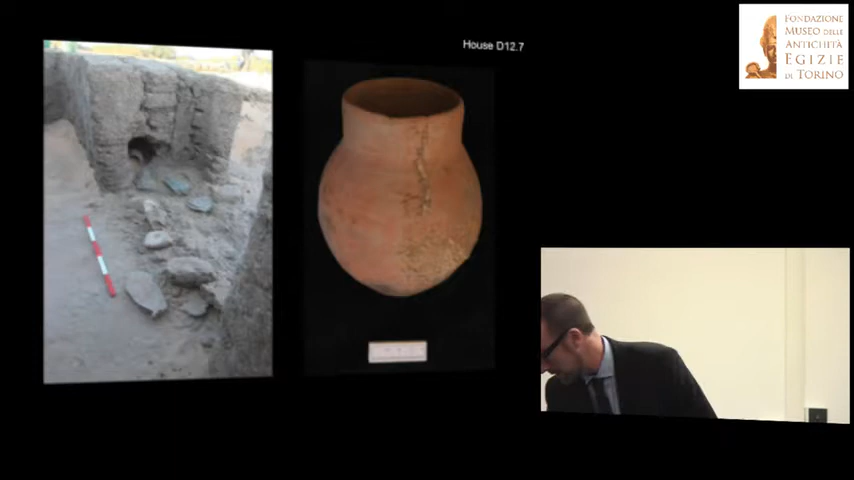 House D12.7
FONDAZIONE
MUSEO DELLE
ANTICHITÀ
EGIZIE
DI TORINO